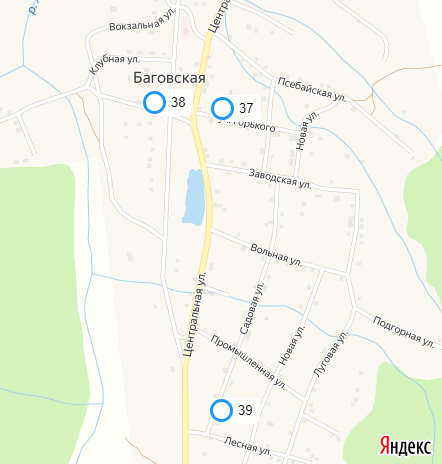 р.
Вокзальная ул.
Центра
Клубная ул.
Баговская
Псебайская ул.
38
37
Горького
Новая ул.
Заводская ул.
Вольная ул.
Центральная ул.
Садовая ул.
Новая ул.
Луговая ул.
Подгорная ул.
Промышленная ул.
39
Лесная ул.
Яндекс